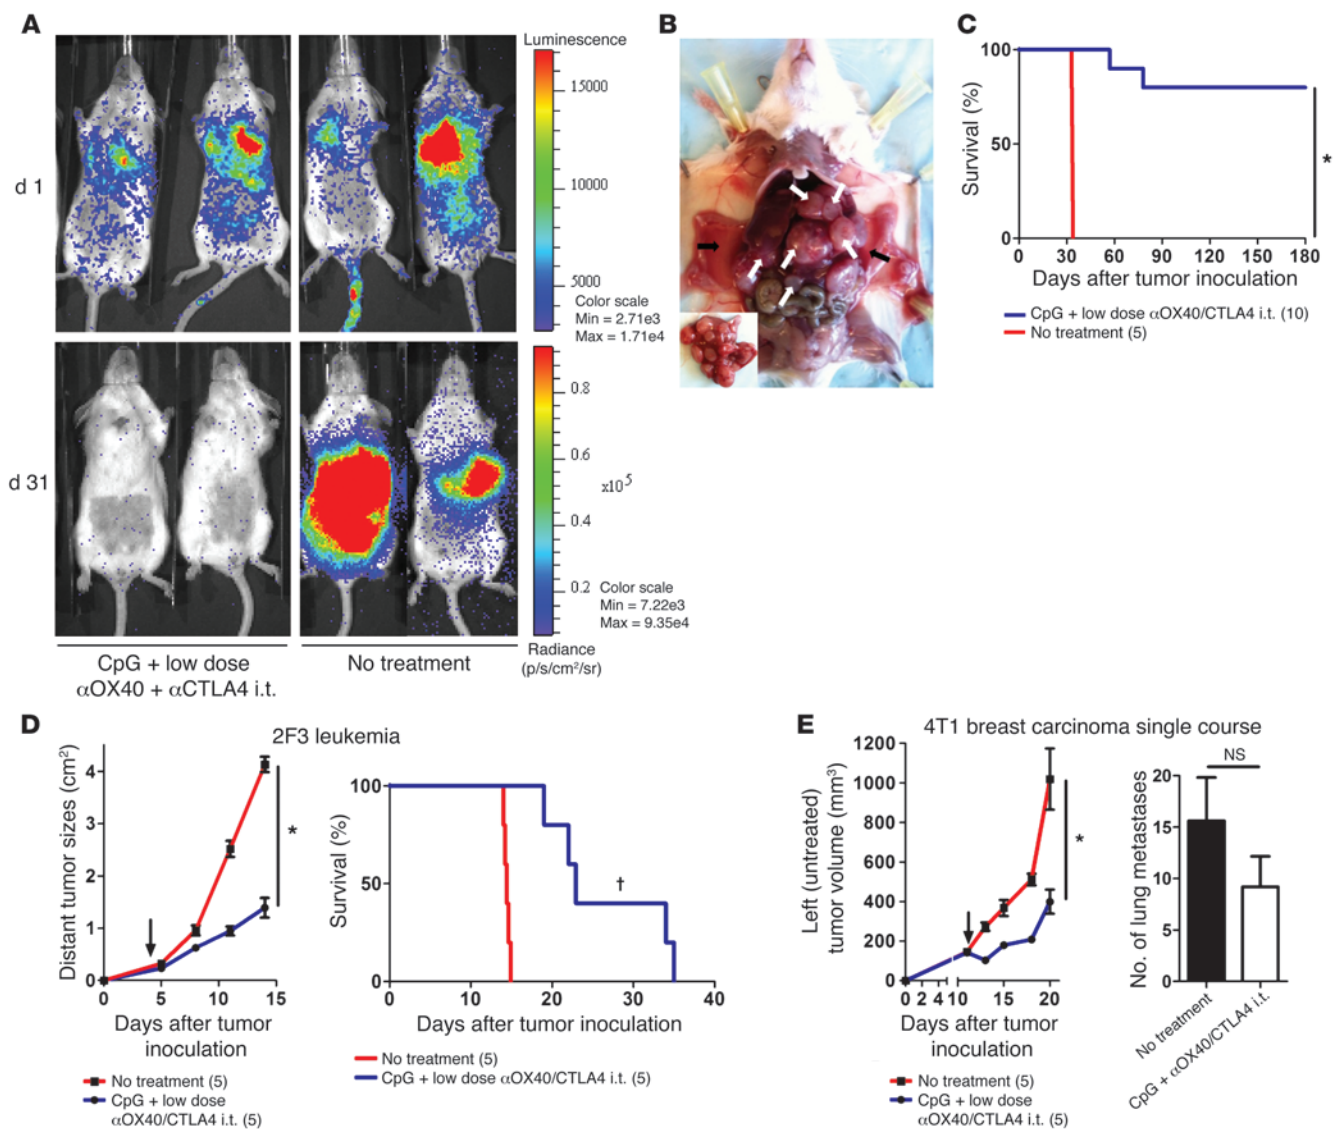 A
Luminescence
15000
10000
5000
Color scale
Min = 2.71e3
Max = 1.71e4
d 1
d 31
0.8
0.6
x10⁵
0.4
0.2
Color scale
Min = 7.22e3
Max = 9.35e4
Radiance
(p/s/cm²/sr)
CpG + low dose
αOX40 + αCTLA4 i.t.
No treatment
B
C
Survival (%)
100
50
0
0 30 60 90 120 150 180
Days after tumor inoculation
*
CpG + low dose αOX40/CTLA4 i.t. (10)
No treatment (5)
D
2F3 leukemia
Distant tumor sizes (cm²)
4
3
2
1
0
0 5 10 15
*
Days after tumor
inoculation
No treatment (5)
CpG + low dose
αOX40/CTLA4 i.t. (5)
Survival (%)
100
50
0
†
0 10 20 30 40
Days after tumor inoculation
No treatment (5)
CpG + low dose αOX40/CTLA4 i.t. (5)
E
4T1 breast carcinoma single course
Left (untreated)
tumor volume (mm³)
1200
1000
800
600
400
200
0
0 2 4 10 15 20
*
Days after tumor
inoculation
No treatment (5)
CpG + low dose
αOX40/CTLA4 i.t. (5)
NS
No. of lung metastases
20
15
10
5
0
No treatment
CpG + αOX40/CTLA4 i.t.